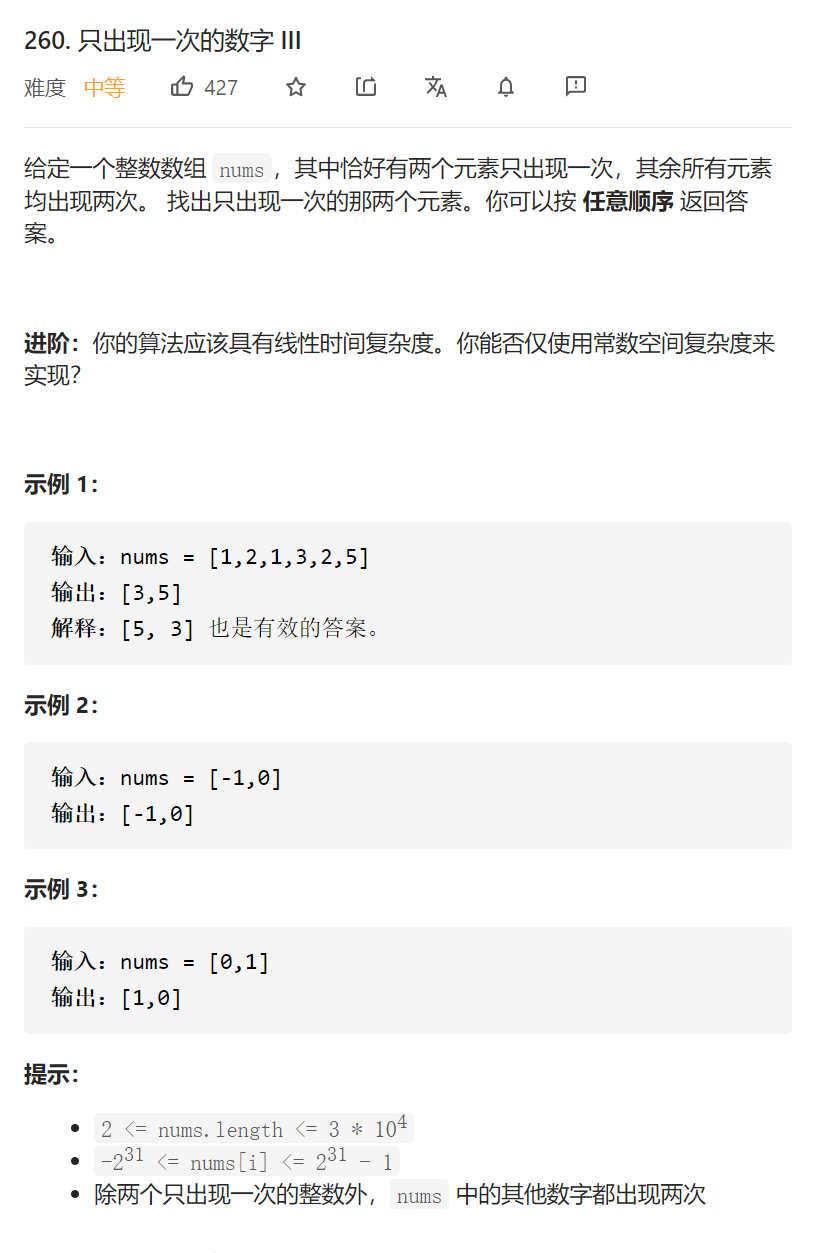 260. 只出现一次的数字 III
难度 中等 427
给定一个整数数组 nums，其中恰好有两个元素只出现一次，其余所有元素
均出现两次。 找出只出现一次的那两个元素。你可以按 任意顺序 返回答
案。
进阶：你的算法应该具有线性时间复杂度。你能否仅使用常数空间复杂度来
实现？
示例 1：
输入：nums = [1,2,1,3,2,5]
输出：[3,5]
解释：[5, 3] 也是有效的答案。
示例 2：
输入：nums = [-1,0]
输出：[-1,0]
示例 3：
输入：nums = [0,1]
输出：[1,0]
提示：
2 <= nums.length <= 3 * 10⁴
-2³¹ <= nums[i] <= 2³¹ - 1
除两个只出现一次的整数外，nums 中的其他数字都出现两次